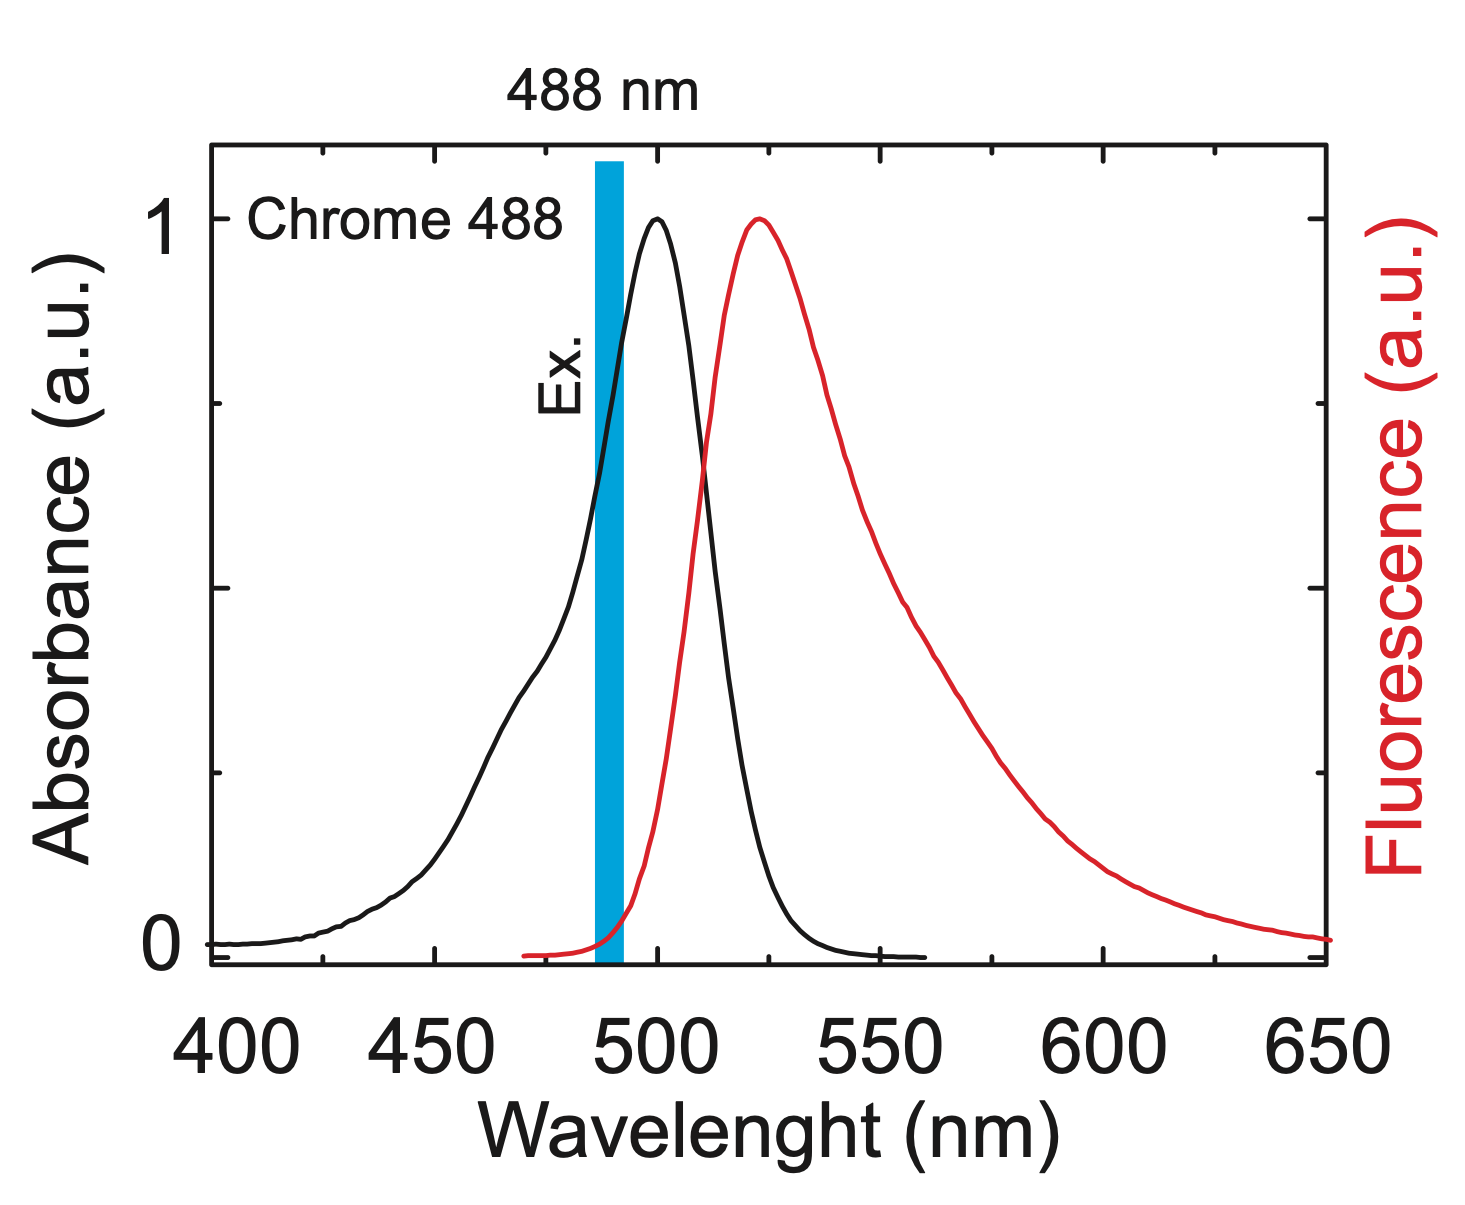 488 nm
Chrome 488
Ex.
1
0
Absorbance (a.u.)
Fluorescence (a.u.)
400 450 500 550 600 650
Wavelenght (nm)